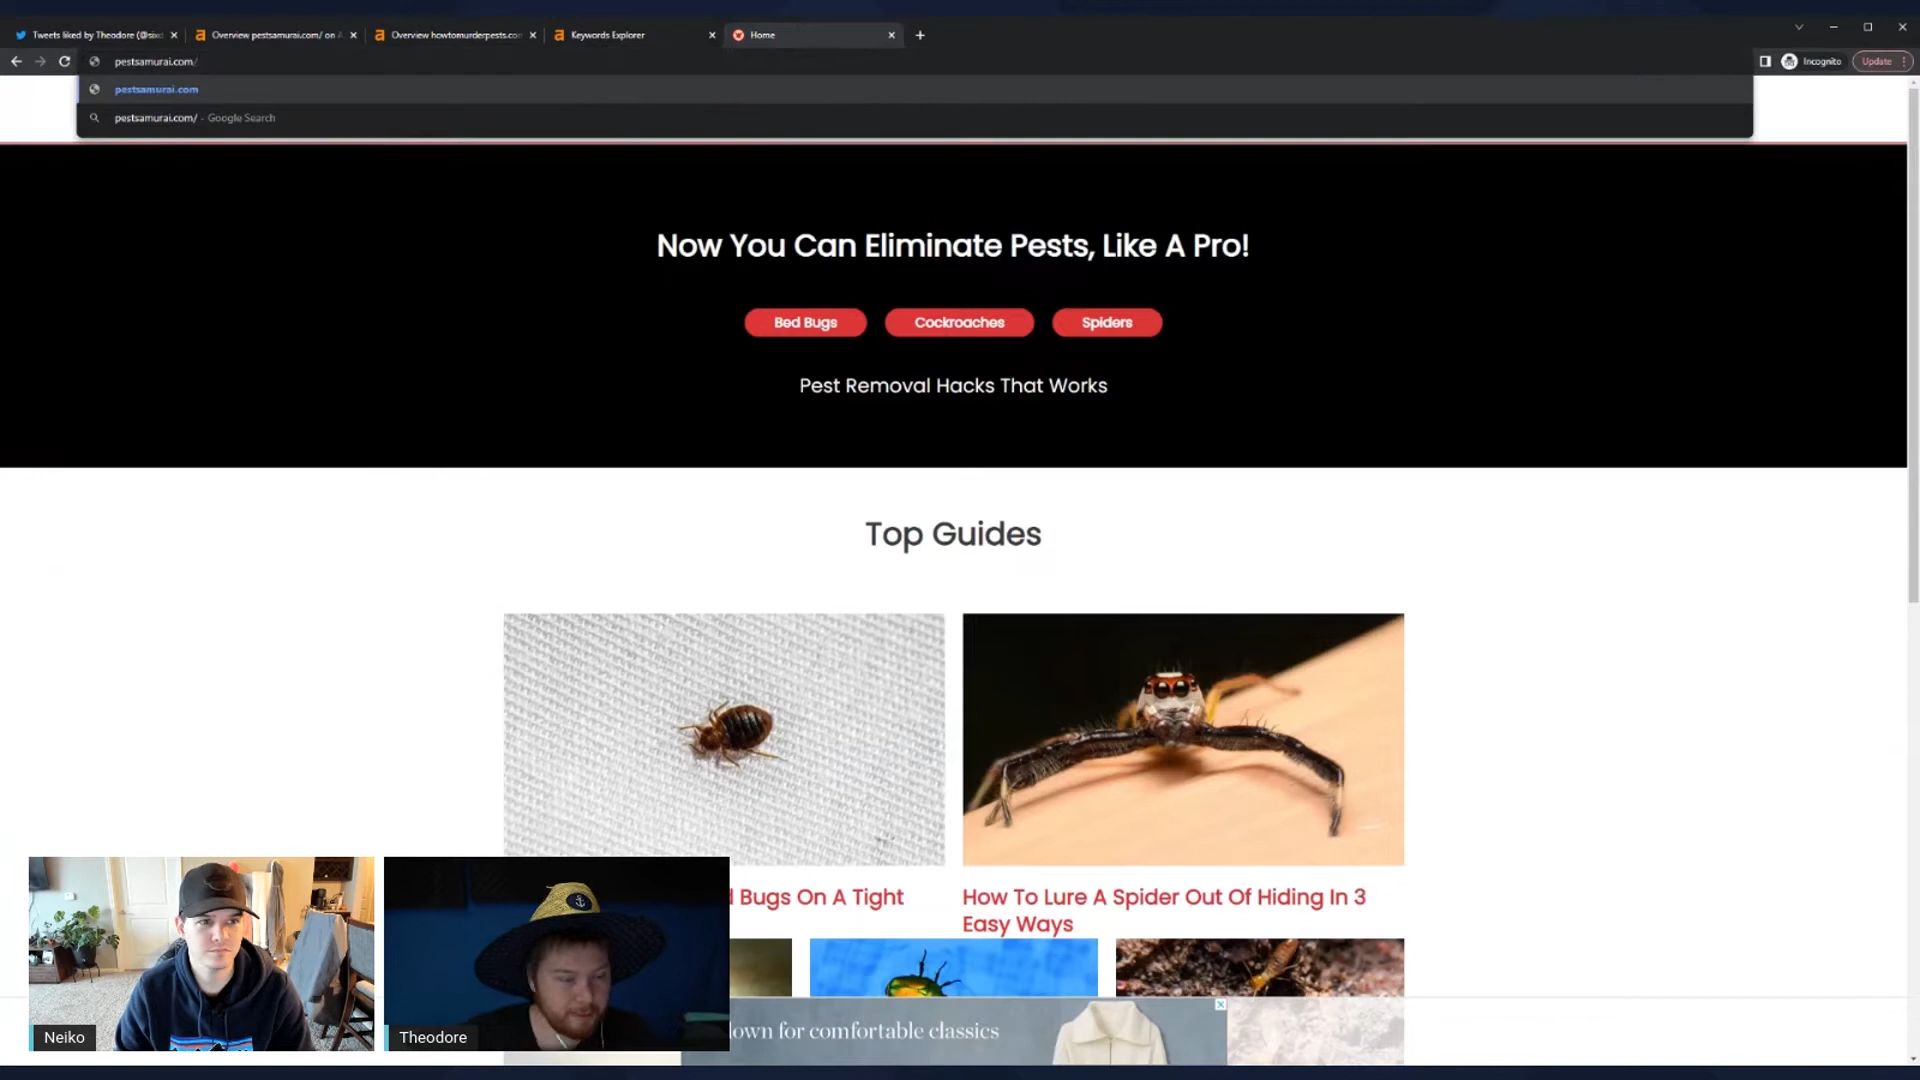 Tweets liked by Theodore (@six
Overview pestsamurai.com/ on A
Overview howtomurderpests.con
Keywords Explorer
Home
pestsamurai.com/
Incognito
Update
pestsamurai.com
pestsamurai.com/ - Google Search
Now You Can Eliminate Pests, Like A Pro!
Bed Bugs
Cockroaches
Spiders
Pest Removal Hacks That Works
Top Guides
Bugs On A Tight
How To Lure A Spider Out Of Hiding In 3
Easy Ways
own for comfortable classics
Neiko
Theodore